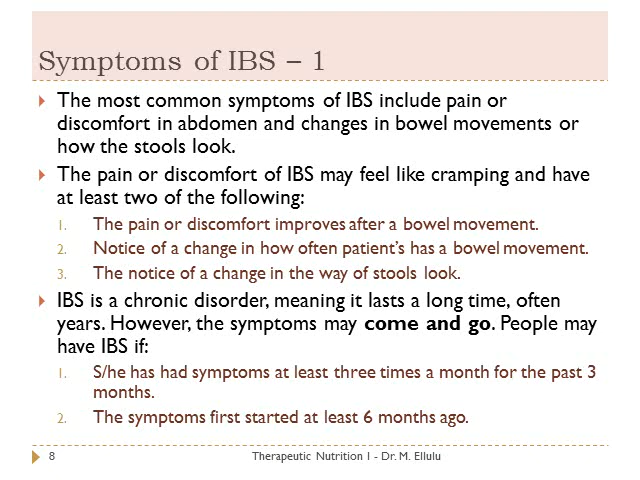 Symptoms of IBS – 1
The most common symptoms of IBS include pain or
discomfort in abdomen and changes in bowel movements or
how the stools look.
The pain or discomfort of IBS may feel like cramping and have
at least two of the following:
1. The pain or discomfort improves after a bowel movement.
2. Notice of a change in how often patient’s has a bowel movement.
3. The notice of a change in the way of stools look.
IBS is a chronic disorder, meaning it lasts a long time, often
years. However, the symptoms may come and go. People may
have IBS if:
1. S/he has had symptoms at least three times a month for the past 3
months.
2. The symptoms first started at least 6 months ago.
8 Therapeutic Nutrition I - Dr. M. Ellulu